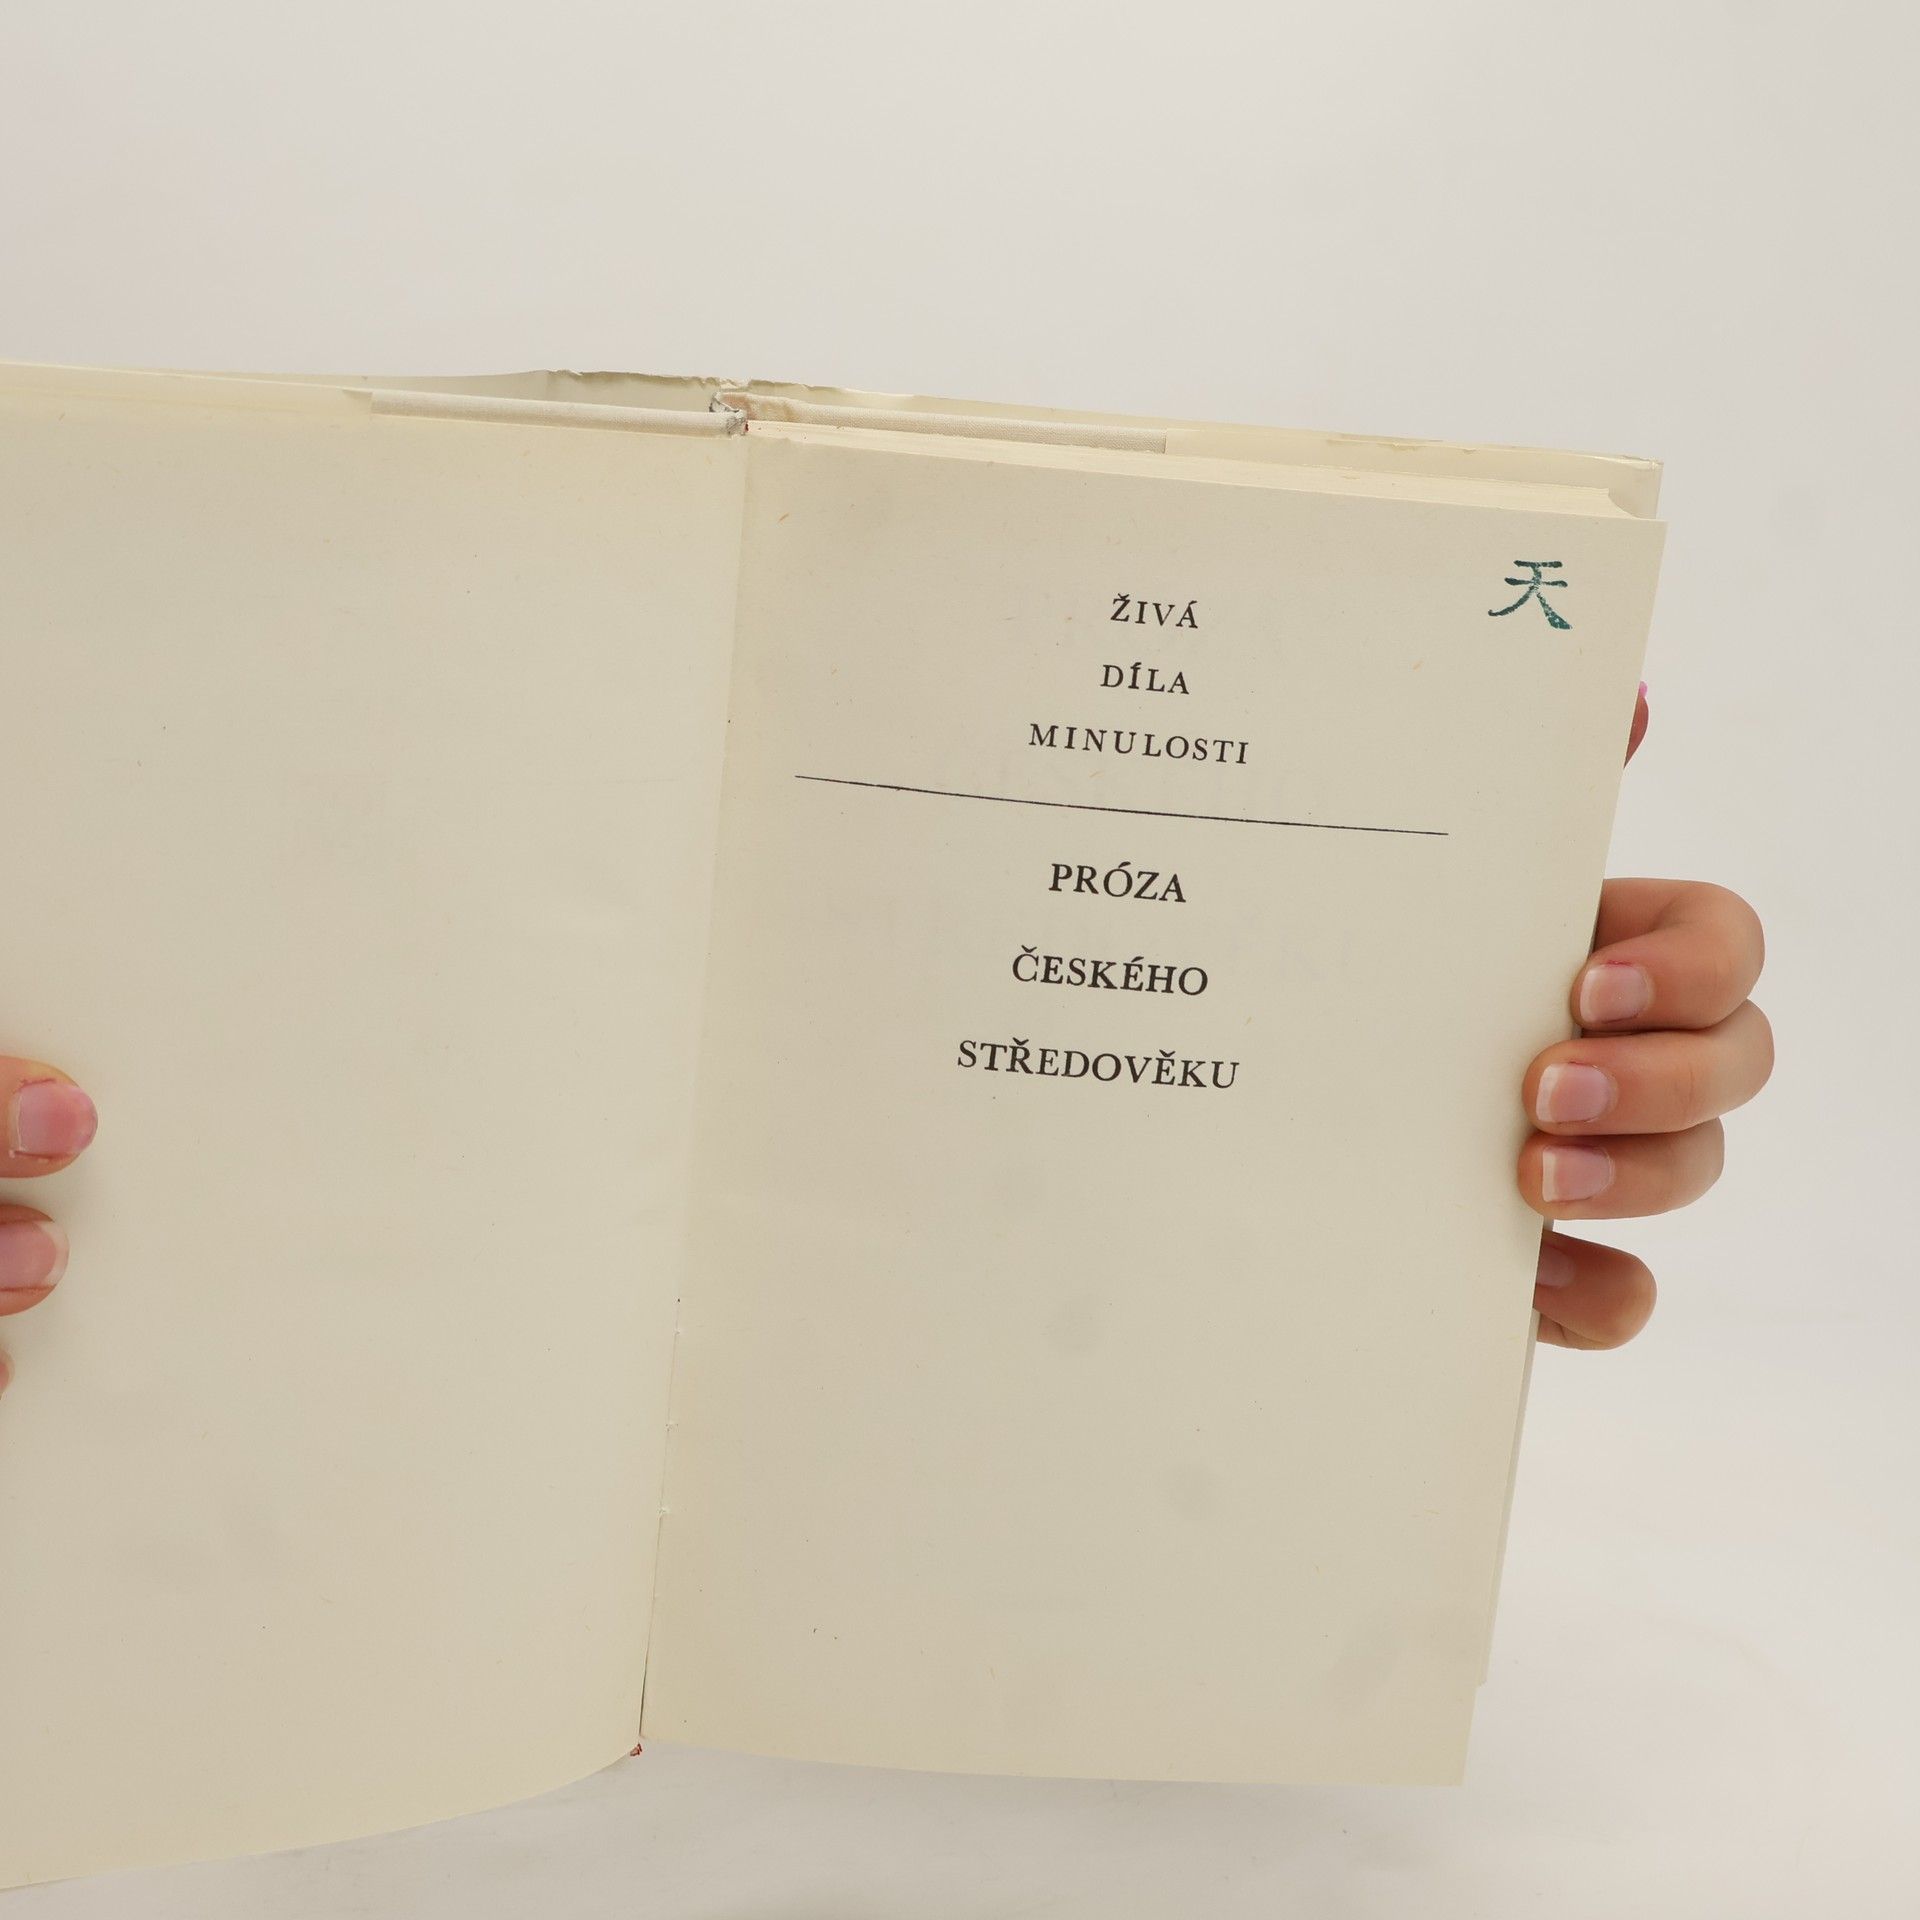 天
ŽIVÁ
DÍLA
MINULOSTI
PRÓZA
ČESKÉHO
STŘEDOVĚKU